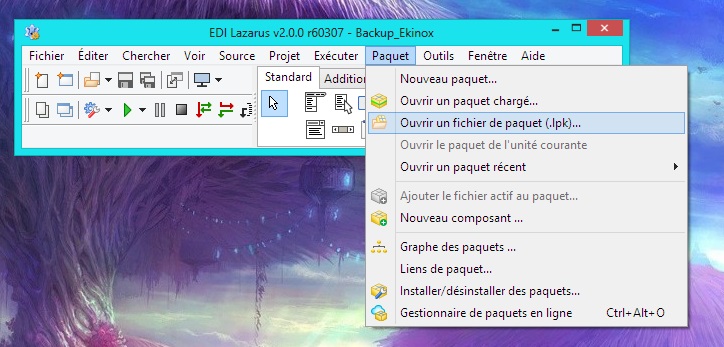 EDI Lazarus v2.0.0 r60307 - Backup_Ekinox
Fichier Éditer Chercher Voir Source Projet Exécuter Paquet Outils Fenêtre Aide
Standard Addition
Nouveau paquet...
Ouvrir un paquet chargé...
Ouvrir un fichier de paquet (.lpk)...
Ouvrir le paquet de l'unité courante
Ouvrir un paquet récent
Ajouter le fichier actif au paquet...
Nouveau composant ...
Graphe des paquets ...
Liens de paquet...
Installer/désinstaller des paquets...
Gestionnaire de paquets en ligne Ctrl+Alt+O